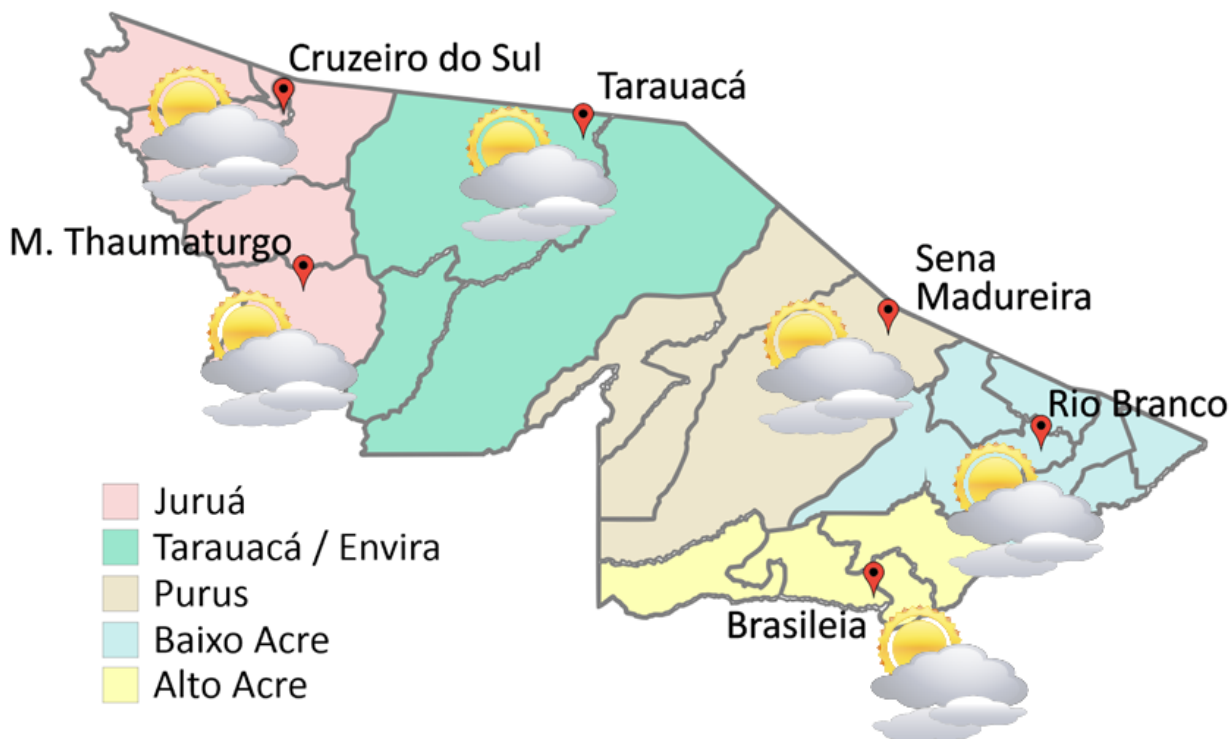 Cruzeiro do Sul
Tarauacá
M. Thaumaturgo
Sena
Madureira
Rio Branco
Brasileia
Juruá
Tarauacá / Envira
Purus
Baixo Acre
Alto Acre